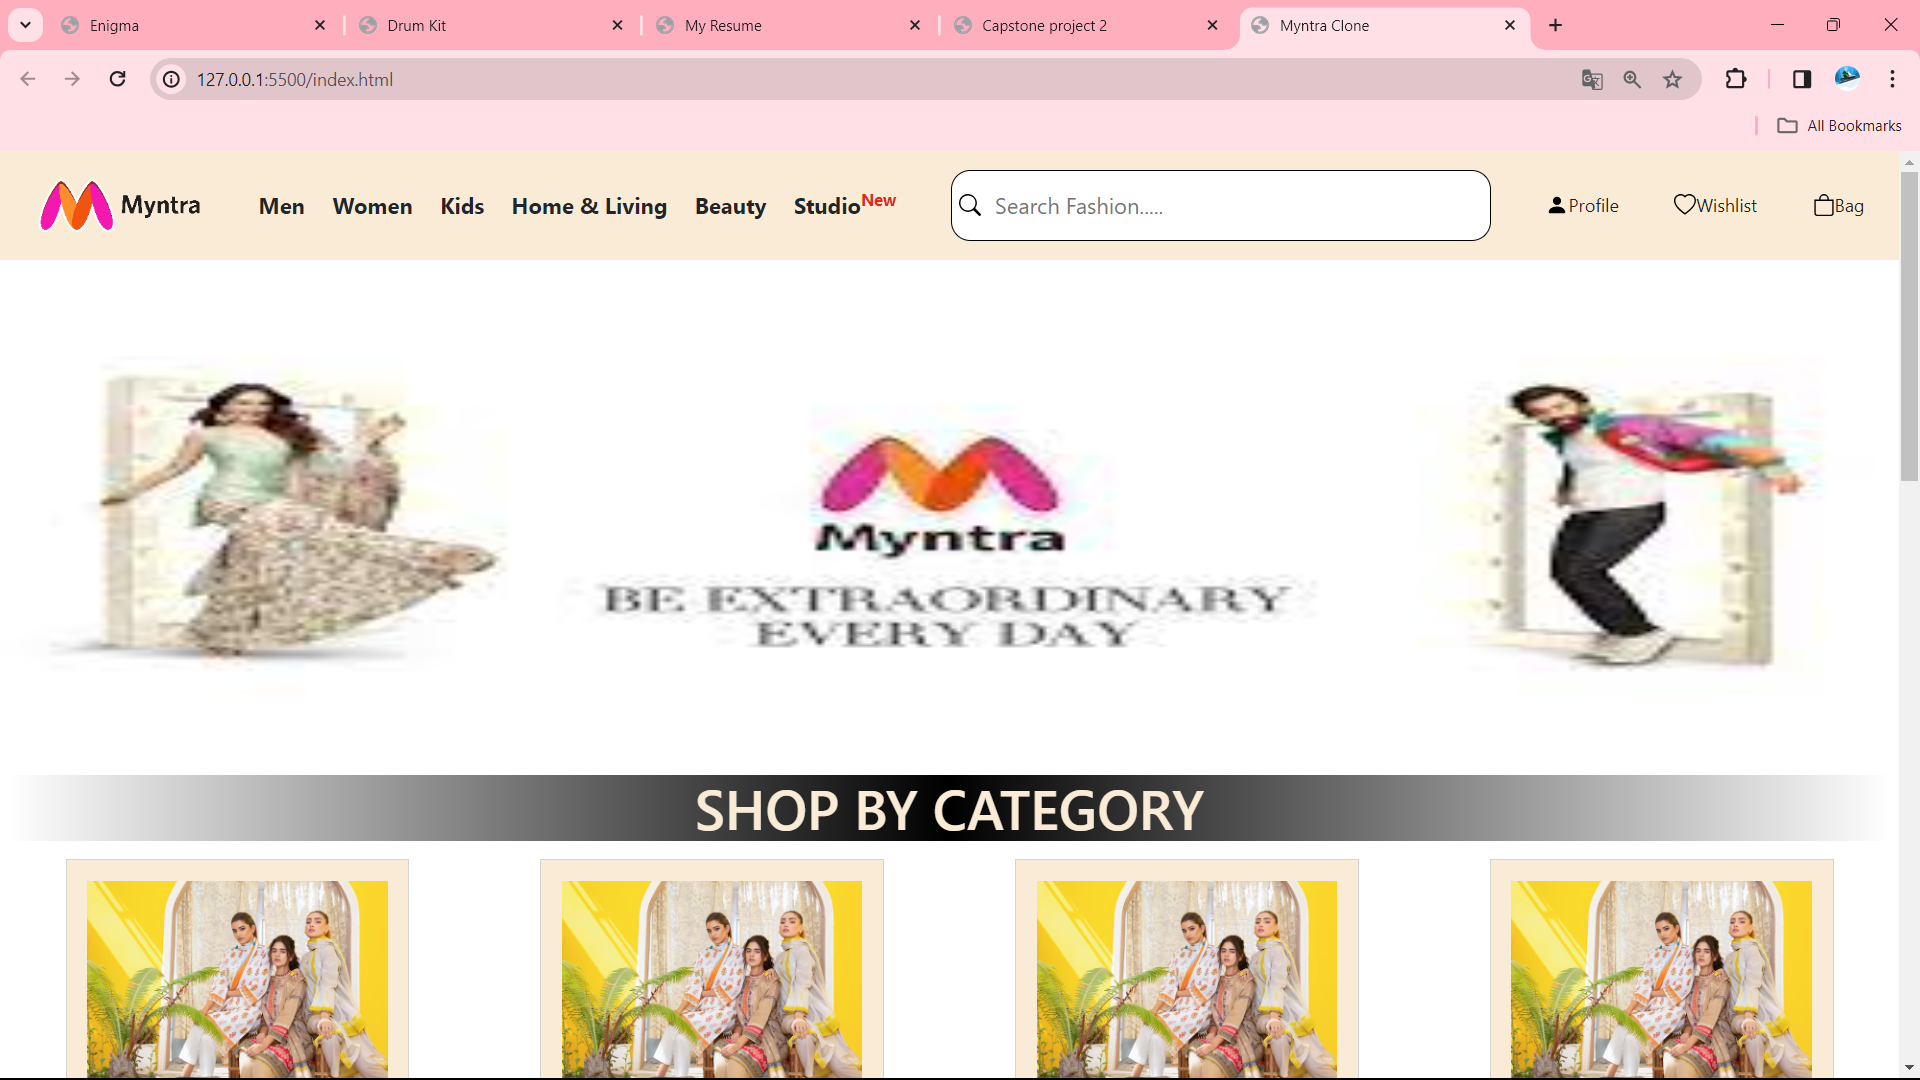 Enigma
Drum Kit
My Resume
Capstone project 2
Myntra Clone
127.0.0.1:5500/index.html
All Bookmarks
Myntra
Men
Women
Kids
Home & Living
Beauty
StudioNew
Search Fashion.....
Profile
Wishlist
Bag
Myntra
BE EXTRAORDINARY
EVERY DAY
SHOP BY CATEGORY